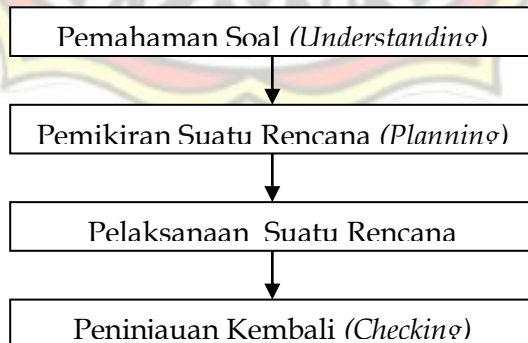 Pemahaman Soal (Understanding)
Pemikiran Suatu Rencana (Planning)
Pelaksanaan Suatu Rencana
Peninjauan Kembali (Checking)